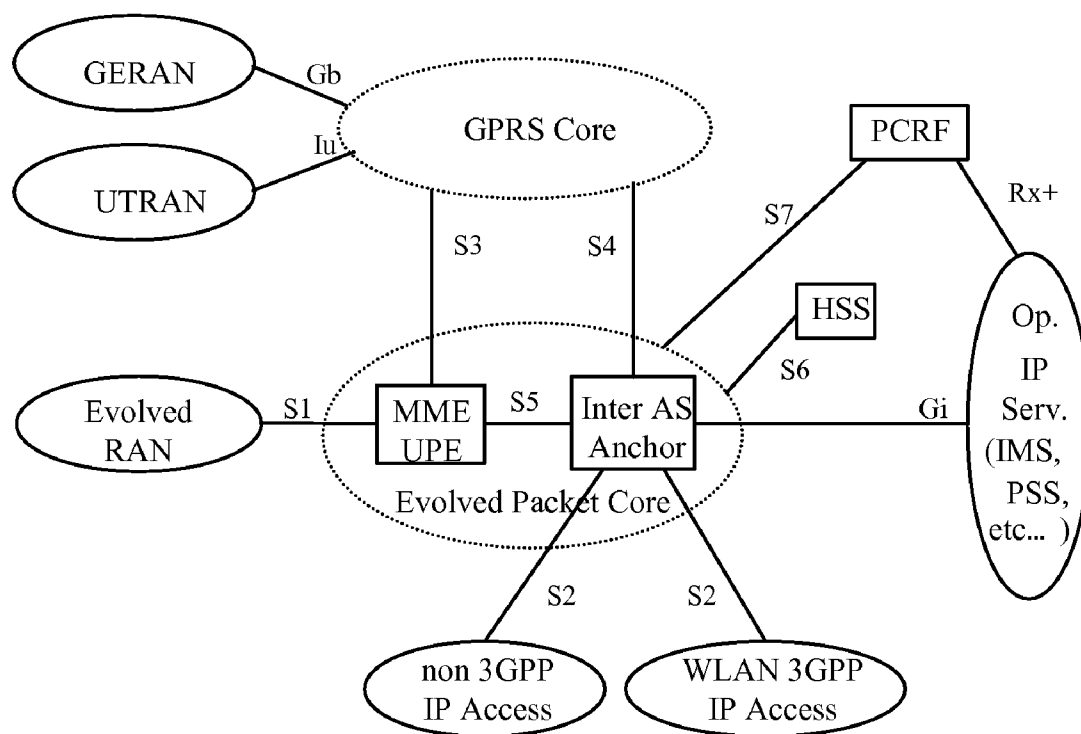 GERAN
Gb
GPRS Core
PCRF
Iu
UTRAN
Rx+
S7
S3
S4
HSS
Op.
S6
IP
Evolved
RAN
S1
MME
UPE
S5
Inter AS
Anchor
Gi
Serv.
(IMS,
PSS,
etc... )
Evolved Packet Core
S2
S2
non 3GPP
IP Access
WLAN 3GPP
IP Access